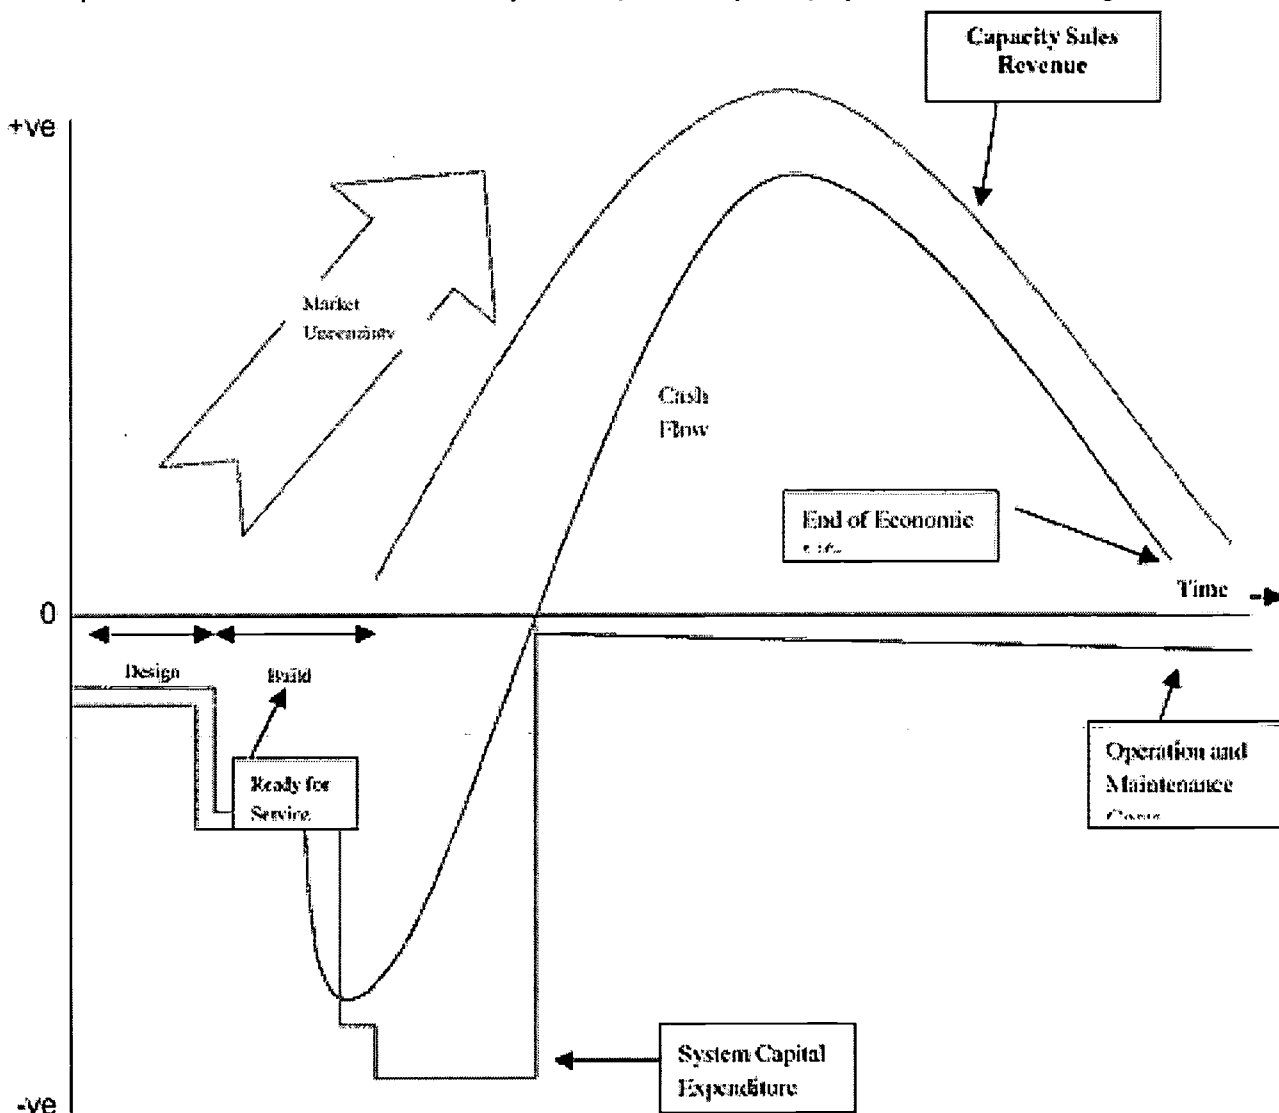 Capacity Sales
Revenue
+ve
Market
Cash
Flow
End of Economic
Time
0
Design
Build
Ready for
Service
Operation and
Maintenance
System Capital
Expenditure
-ve